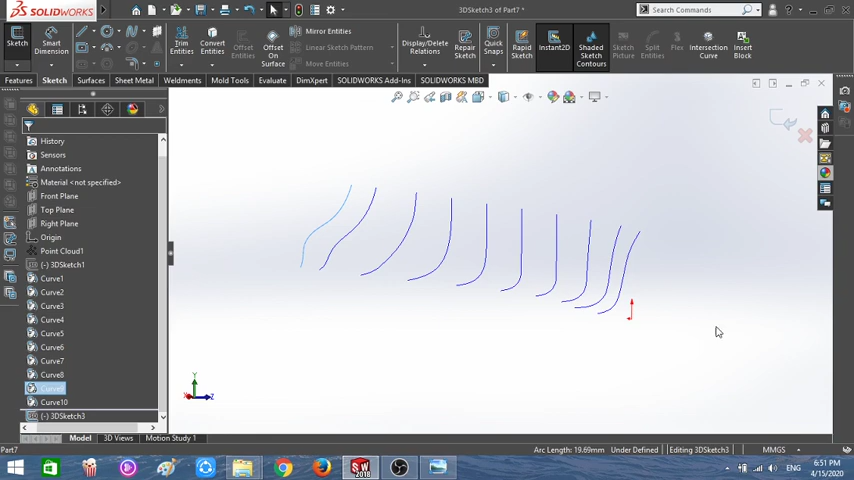 SOLIDWORKS
3DSketch3 of Part7 *
Search Commands
Sketch
Smart Dimension
Trim Entities
Convert Entities
Offset Entities
Offset On Surface
Mirror Entities
Linear Sketch Pattern
Move Entities
Display/Delete Relations
Repair Sketch
Quick Snaps
Rapid Sketch
Instant2D
Shaded Sketch Contours
Sketch Picture
Split Entities
Flex
Intersection Curve
Insert Block
Features
Sketch
Surfaces
Sheet Metal
Weldments
Mold Tools
Evaluate
DimXpert
SOLIDWORKS Add-Ins
SOLIDWORKS MBD
History
Sensors
Annotations
Material <not specified>
Front Plane
Top Plane
Right Plane
Origin
Point Cloud1
(-) 3DSketch1
Curve1
Curve2
Curve3
Curve4
Curve5
Curve6
Curve7
Curve8
Curve9
Curve10
(-) 3DSketch3
Y
X
Z
Model
3D Views
Motion Study 1
Part7
Arc Length: 19.69mm
Under Defined
Editing 3DSketch3
MMGS
SW
2018
ENG
6:51 PM
4/15/2020